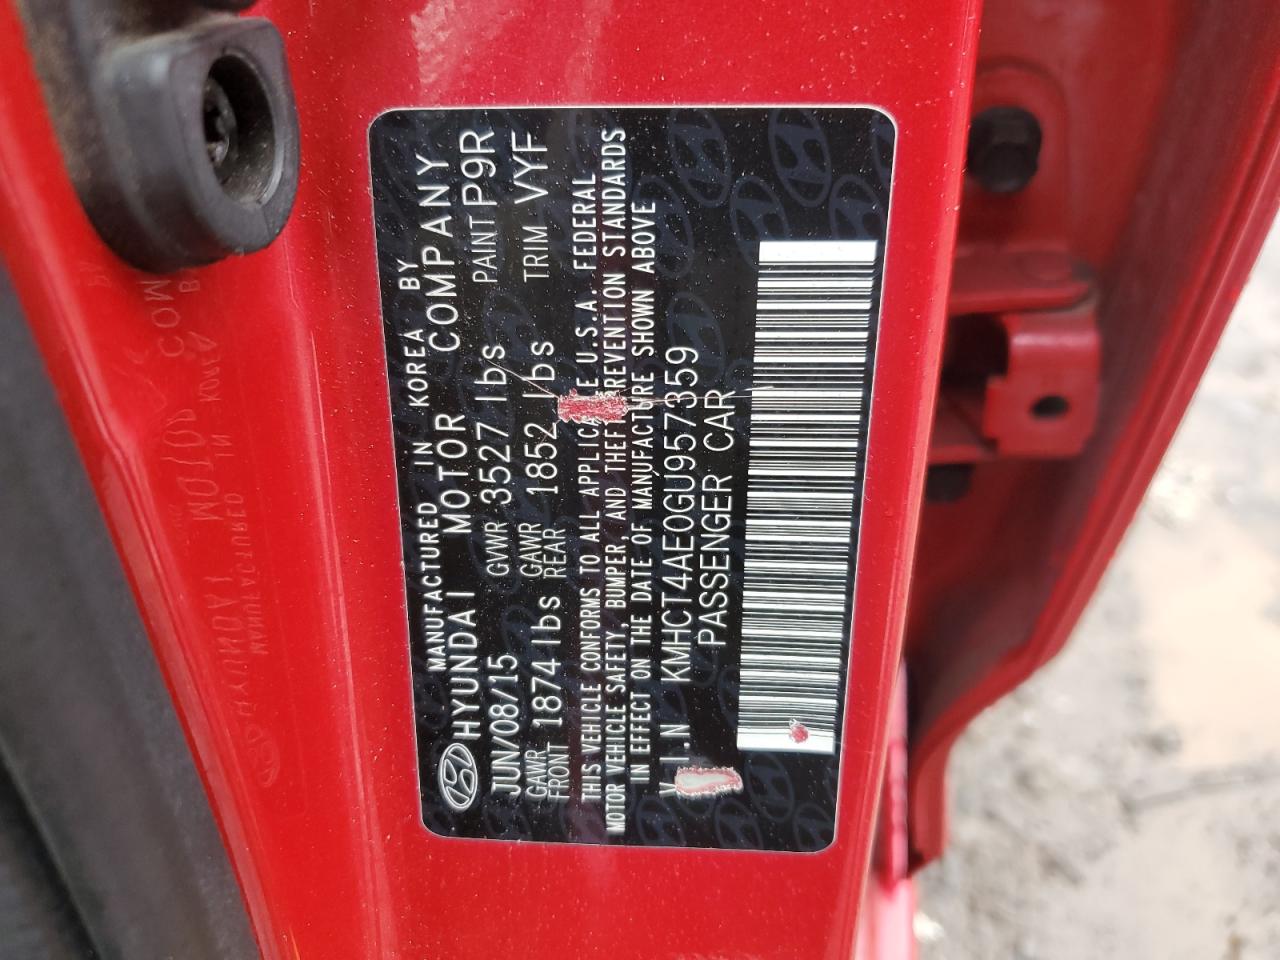 MANUFACTURED IN KOREA BY
HYUNDAI MOTOR COMPANY
JUN/08/15 GVWR 3527 lbs PAINT P9R
GAWR FRONT 1874 lbs GAWR REAR 1852 lbs TRIM VYF
THIS VEHICLE CONFORMS TO ALL APPLICABLE U.S.A. FEDERAL
MOTOR VEHICLE SAFETY, BUMPER, AND THEFT PREVENTION STANDARDS
IN EFFECT ON THE DATE OF MANUFACTURE SHOWN ABOVE
V.I.N KMHCT4AE0GU957359
PASSENGER CAR